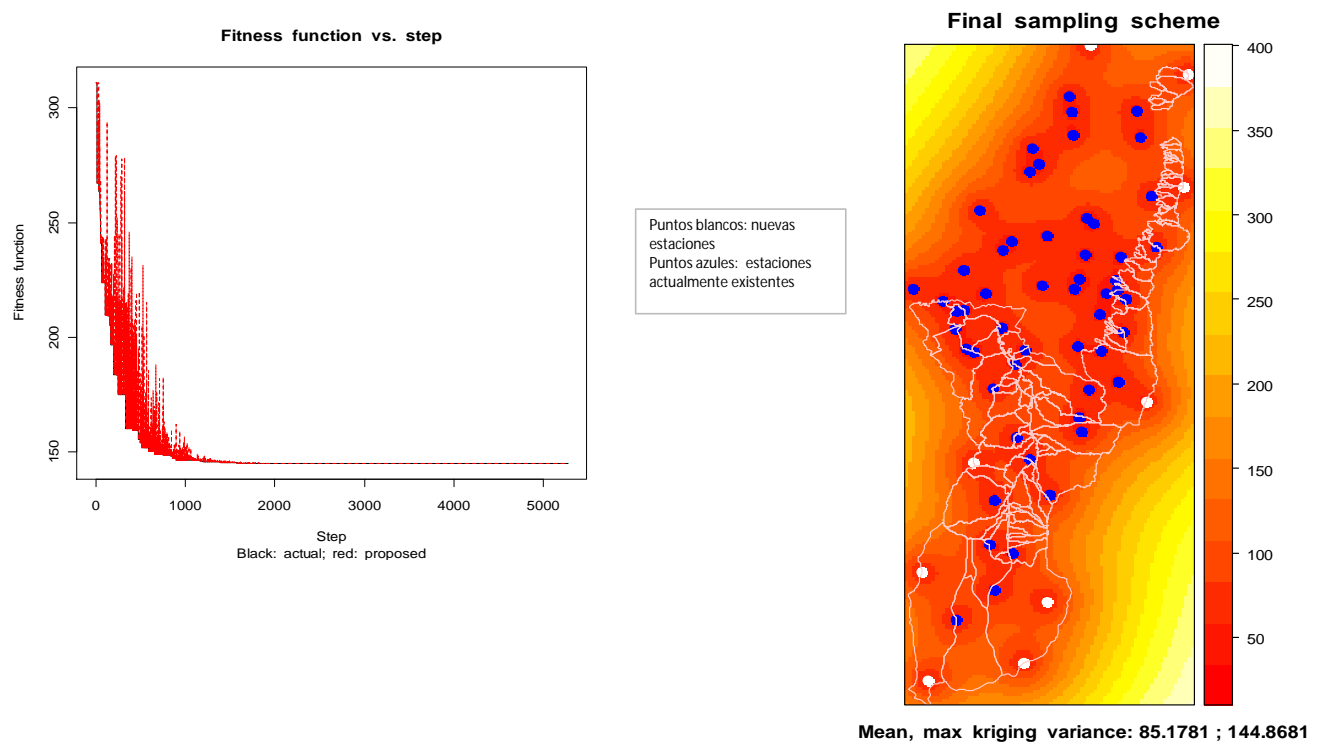 Fitness function vs. step
Fitness function
300
250
200
150
0
1000
2000
3000
4000
5000
Step
Black: actual; red: proposed
Puntos blancos: nuevas
estaciones
Puntos azules: estaciones
actualmente existentes
Final sampling scheme
400
350
300
250
200
150
100
50
Mean, max kriging variance: 85.1781 ; 144.8681